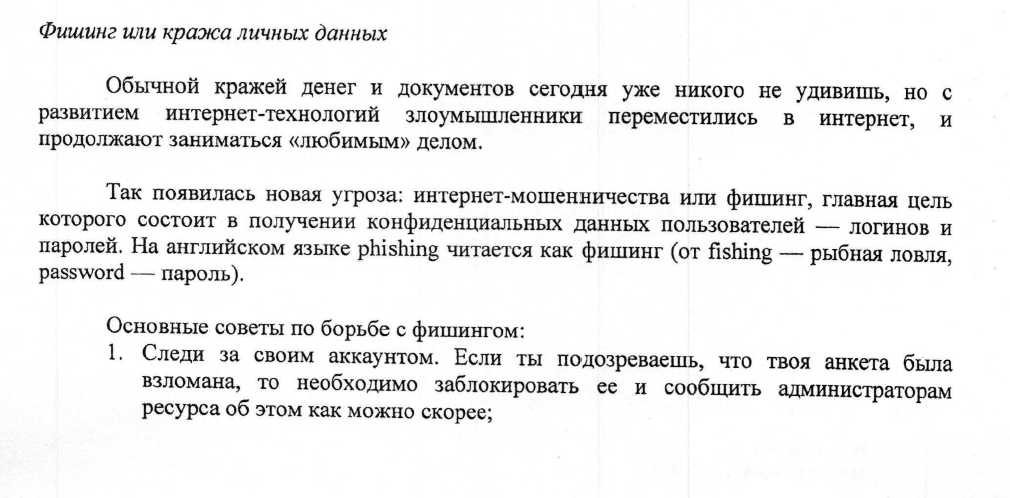 Фишинг или кража личных данных
Обычной кражей денег и документов сегодня уже никого не удивишь, но с
развитием интернет-технологий злоумышленники переместились в интернет, и
продолжают заниматься «любимым» делом.
Так появилась новая угроза: интернет-мошенничества или фишинг, главная цель
которого состоит в получении конфиденциальных данных пользователей — логинов и
паролей. На английском языке phishing читается как фишинг (от fishing — рыбная ловля,
password — пароль).
Основные советы по борьбе с фишингом:
1. Следи за своим аккаунтом. Если ты подозреваешь, что твоя анкета была
взломана, то необходимо заблокировать ее и сообщить администраторам
ресурса об этом как можно скорее;